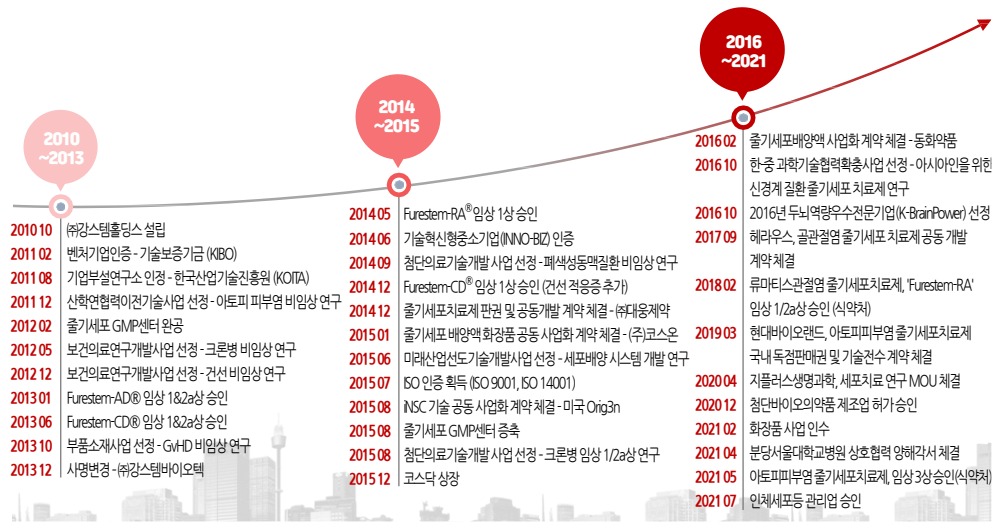 2010
~2013
2010 10 ㈜강스템홀딩스 설립
2011 02 벤처기업인증 - 기술보증기금 (KIBO)
2011 08 기업부설연구소 인정 - 한국산업기술진흥원 (KOITA)
2011 12 산학연협력이전기술사업 선정 - 아토피 피부염 비임상 연구
2012 02 줄기세포 GMP센터 완공
2012 05 보건의료연구개발사업 선정 - 크론병 비임상 연구
2012 12 보건의료연구개발사업 선정 - 건선 비임상 연구
2013 01 Furestem-AD® 임상 1&2a상 승인
2013 06 Furestem-CD® 임상 1&2a상 승인
2013 10 부품소재사업 선정 - GvHD 비임상 연구
2013 12 사명변경 - ㈜강스템바이오텍
2014
~2015
2014 05 Furestem-RA® 임상 1상 승인
2014 06 기술혁신형중소기업(INNO-BIZ) 인증
2014 09 첨단의료기술개발 사업 선정 - 폐색성동맥질환 비임상 연구
2014 12 Furestem-CD® 임상 1상 승인 (건선 적응증 추가)
2014 12 줄기세포치료제 판권 및 공동개발 계약 체결 - ㈜대웅제약
2015 01 줄기세포 배양액 화장품 공동 사업화 계약 체결 - (주)코스온
2015 06 미래산업선도기술개발사업 선정 - 세포배양 시스템 개발 연구
2015 07 ISO 인증 획득 (ISO 9001, ISO 14001)
2015 08 iNSC 기술 공동 사업화 계약 체결 - 미국 Orig3n
2015 08 줄기세포 GMP센터 증축
2015 08 첨단의료기술개발 사업 선정 - 크론병 임상 1/2a상 연구
2015 12 코스닥 상장
2016
~2021
2016 02 줄기세포배양액 사업화 계약 체결 - 동화약품
2016 10 한·중 과학기술협력확충사업 선정 - 아시아인을 위한
신경계 질환 줄기세포 치료제 연구
2016 10 2016년 두뇌역량우수전문기업(K-BrainPower) 선정
2017 09 헤라우스, 골관절염 줄기세포 치료제 공동 개발
계약 체결
2018 02 류마티스관절염 줄기세포치료제, 'Furestem-RA'
임상 1/2a상 승인 (식약처)
2019 03 현대바이오랜드, 아토피피부염 줄기세포치료제
국내 독점판매권 및 기술전수 계약 체결
2020 04 지플러스생명과학, 세포치료 연구 MOU 체결
2020 12 첨단바이오의약품 제조업 허가 승인
2021 02 화장품 사업 인수
2021 04 분당서울대학교병원 상호협력 양해각서 체결
2021 05 아토피피부염 줄기세포치료제, 임상 3상 승인(식약처)
2021 07 인체세포등 관리업 승인